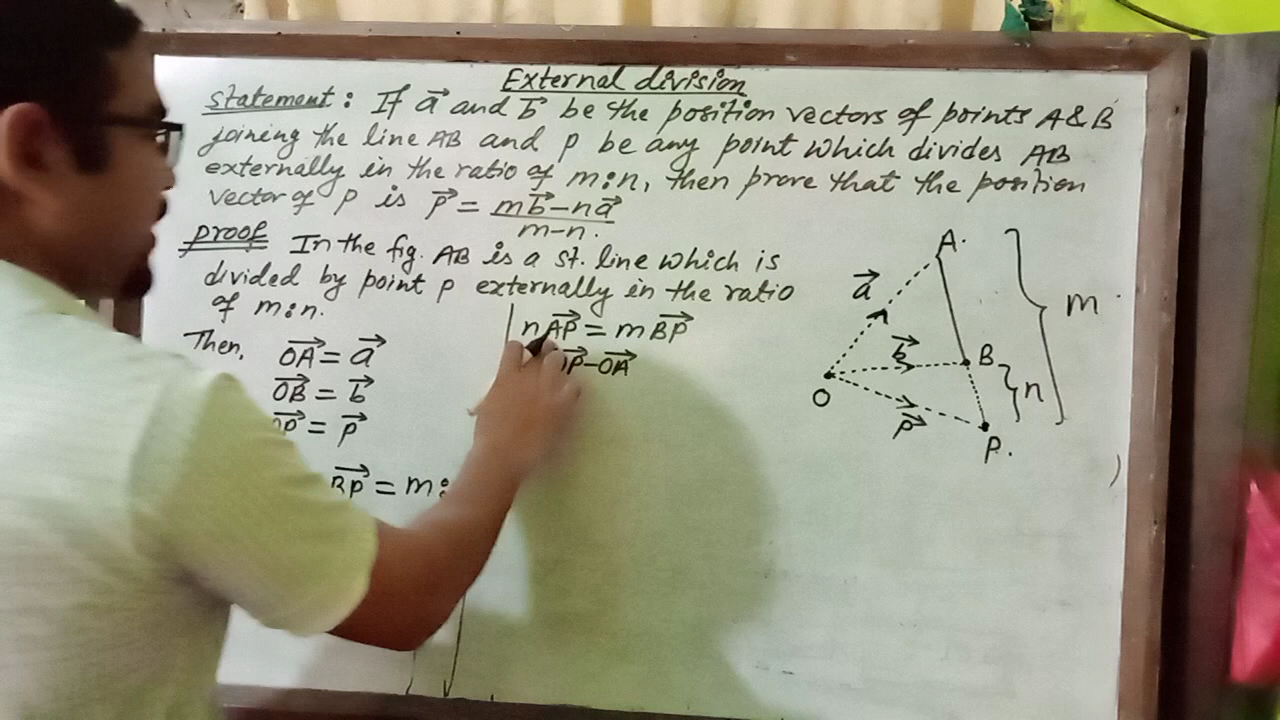 External division
Statement: If a⃗ and b⃗ be the position vectors of points A & B
joining the line AB and p be any point which divides AB
externally in the ratio of m:n, then prove that the position
vector of p is p⃗ = (mb⃗ - na⃗)/(m-n).
proof In the fig. AB is a st. line which is
divided by point p externally in the ratio
of m:n.
Then, OA⃗ = a⃗
OB⃗ = b⃗
OP⃗ = p⃗
BP⃗ = m:
nAP⃗ = mBP⃗
OP⃗-OA⃗
A.
a⃗
m
b⃗
B
n
O
p⃗
P.